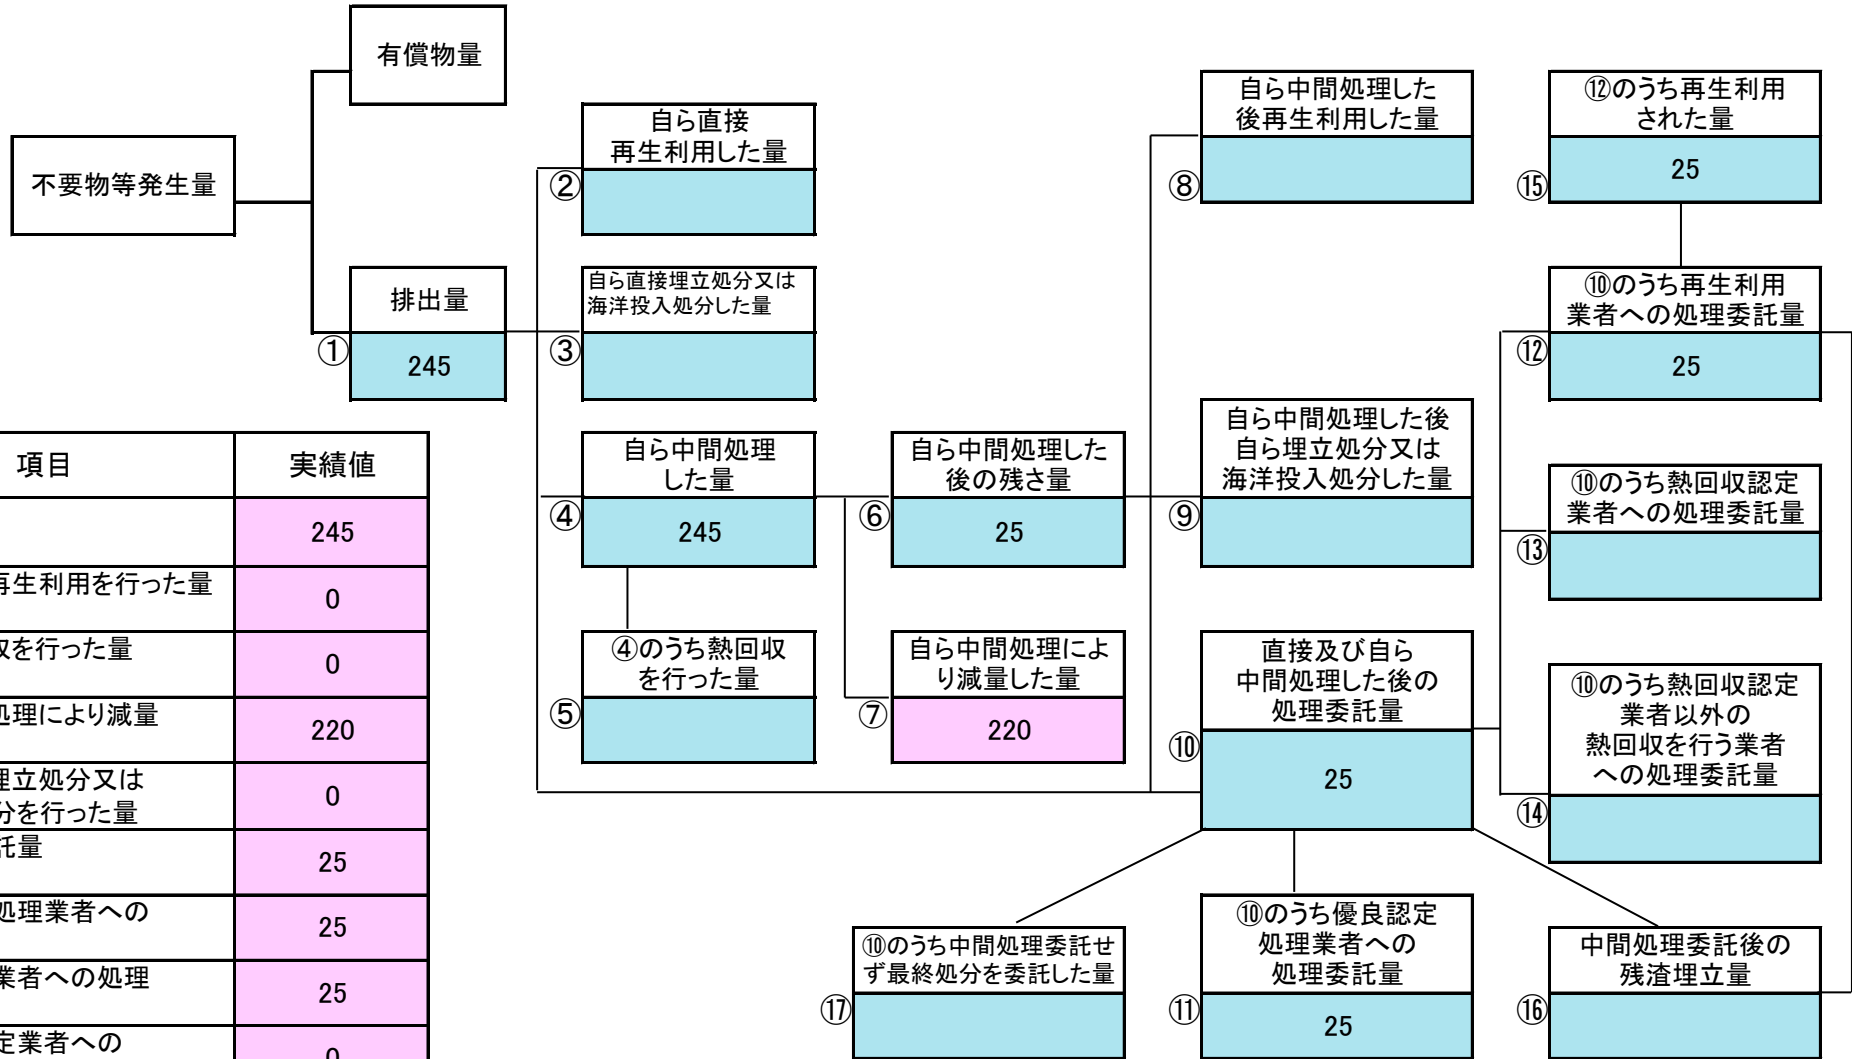 有償物量
不要物等発生量
排出量
①
245
自ら直接
再生利用した量
②
自ら直接埋立処分又は
海洋投入処分した量
③
自ら中間処理
した量
④
245
④のうち熱回収
を行った量
⑤
自ら中間処理した
後の残さ量
⑥
25
自ら中間処理によ
り減量した量
⑦
220
自ら中間処理した
後再生利用した量
⑧
自ら中間処理した後
自ら埋立処分又は
海洋投入処分した量
⑨
直接及び自ら
中間処理した後の
処理委託量
⑩
25
⑩のうち優良認定
処理業者への
処理委託量
⑪
25
⑫のうち再生利用
された量
⑮
25
⑩のうち再生利用
業者への処理委託量
⑫
25
⑩のうち熱回収認定
業者への処理委託量
⑬
⑩のうち熱回収認定
業者以外の
熱回収を行う業者
への処理委託量
⑭
中間処理委託後の
残渣埋立量
⑯
⑩のうち中間処理委託せ
ず最終処分を委託した量
⑰
項目 実績値
245
再生利用を行った量 0
を行った量 0
処理により減量 220
埋立処分又は
分を行った量 0
託量 25
処理業者への 25
業者への処理 25
定業者への 0